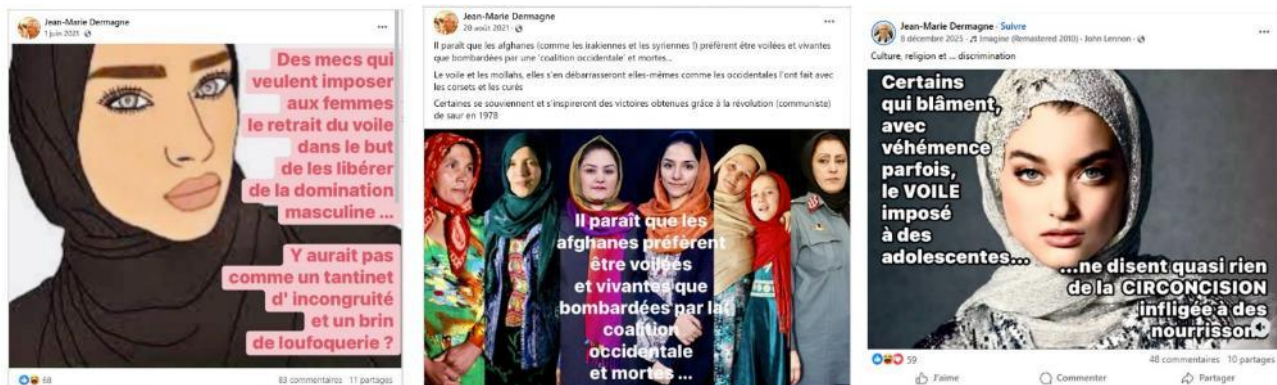 Jean-Marie Dermagne
1 juin 2021
Des mecs qui
veulent imposer
aux femmes
le retrait du voile
dans le but
de les libérer
de la domination
masculine ...
Y aurait pas
comme un tantinet
d' incongruité
et un brin
de loufoquerie ?
68
83 commentaires 11 partages
Jean-Marie Dermagne
20 août 2021
Il paraît que les afghanes (comme les irakiennes et les syriennes !) préfèrent être voilées et vivantes
que bombardées par une 'coalition occidentale' et mortes...
Le voile et les mollahs, elles s'en débarrasseront elles-mêmes comme les occidentales l'ont fait avec
les corsets et les curés
Certaines se souviennent et s'inspireront des victoires obtenues grâce à la révolution (communiste)
de saur en 1978
Il paraît que les
afghanes préfèrent
être voilées
et vivantes que
bombardées par la
coalition
occidentale
et mortes ...
Jean-Marie Dermagne · Suivre
8 décembre 2025 · Imagine (Remastered 2010) · John Lennon
Culture, religion et ... discrimination
Certains
qui blâment,
avec
véhémence
parfois,
le VOILE
imposé
à des
adolescentes...
...ne disent quasi rien
de la CIRCONCISION
infligée à des
nourrissons
59
48 commentaires 10 partages
J'aime
Commenter
Partager